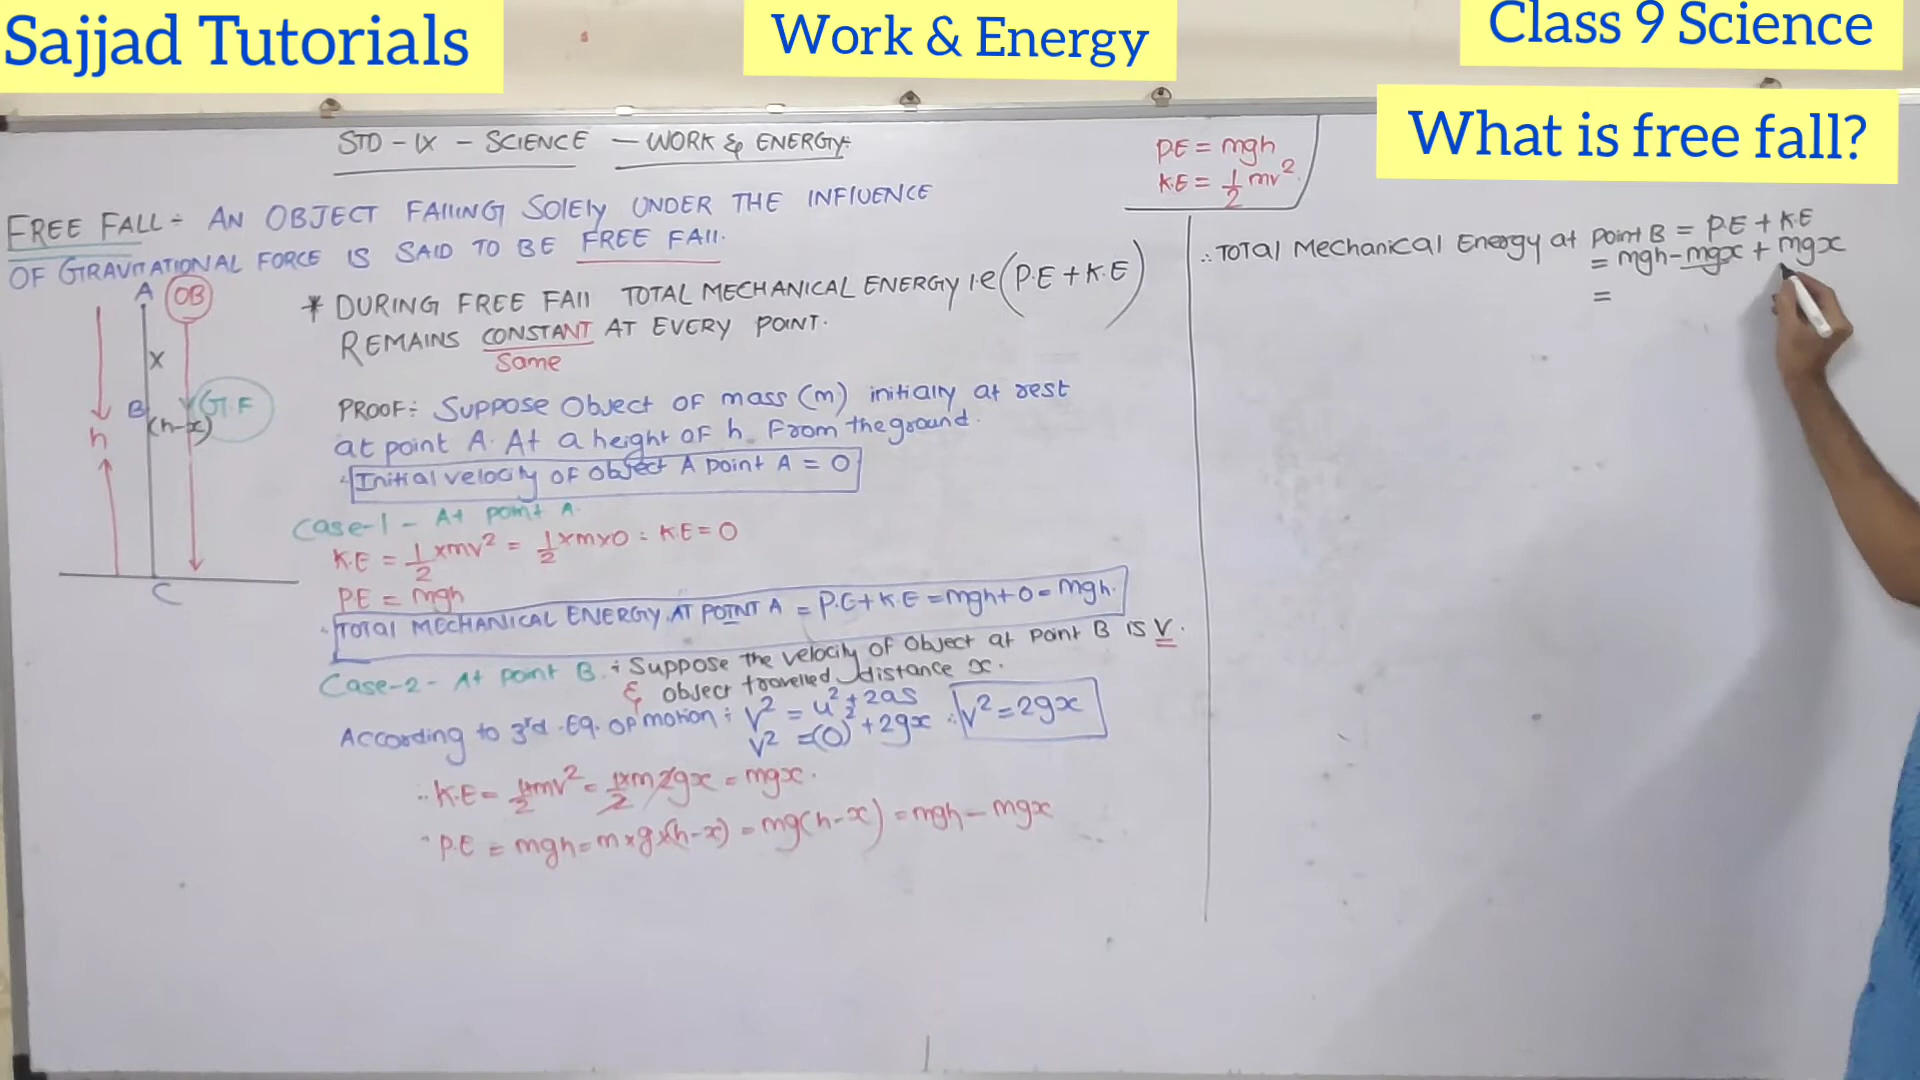 Sajjad Tutorials
Work & Energy
Class 9 Science
What is free fall?
STD - IX - SCIENCE - WORK & ENERGY:
PE = mgh
K.E = 1/2 mv²
FREE FALL:- AN OBJECT FALLING SOLELY UNDER THE INFLUENCE
OF GRAVITATIONAL FORCE IS SAID TO BE FREE FALL.
A OB
x
B G.F
(h-x)
h
C
* DURING FREE FALL TOTAL MECHANICAL ENERGY i.e (P.E + K.E)
REMAINS CONSTANT AT EVERY POINT.
Same
PROOF:- SUPPOSE Object OF mass (m) initially at rest
at point A. At a height OF h. From the ground.
∴ Initial velocity OF Object A point A = 0
Case-1 - At point A.
K.E = 1/2 x mv² = 1/2 x m x 0 = K.E = 0
P.E = mgh
∴ TOTAL MECHANICAL ENERGY AT POINT A = P.E + K.E = mgh + 0 = mgh.
Case-2 - At point B. :- Suppose the velocity of Object at point B is V.
& object travelled distance x.
According to 3rd Eq. OF motion :- V² = u² + 2as
V² = (0)² + 2gx ∴ V² = 2gx
∴ K.E = 1/2 mv² = 1/2 x m 2gx = mgx.
∴ P.E = mgh = m x g x (h-x) = mg(h-x) = mgh - mgx
∴ TOTAL Mechanical Energy at point B = P.E + K.E
= mgh - mgx + mgx
=